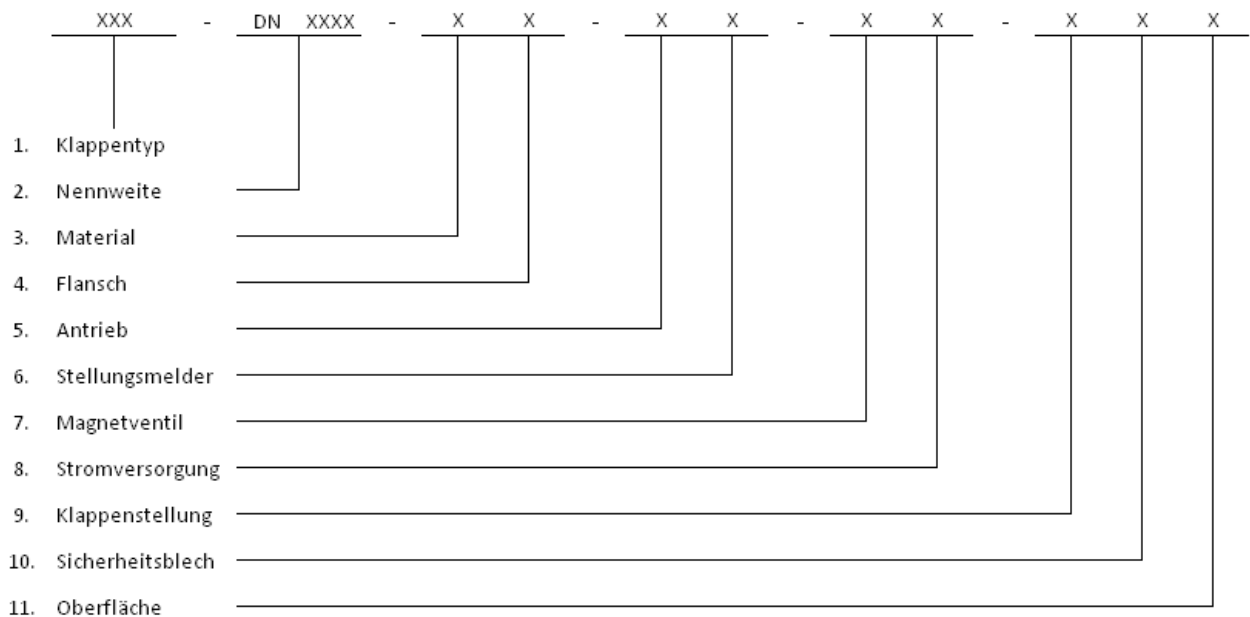 XXX - DN XXXX - X X - X X - X X - X X X
1. Klappentyp
2. Nennweite
3. Material
4. Flansch
5. Antrieb
6. Stellungsmelder
7. Magnetventil
8. Stromversorgung
9. Klappenstellung
10. Sicherheitsblech
11. Oberfläche